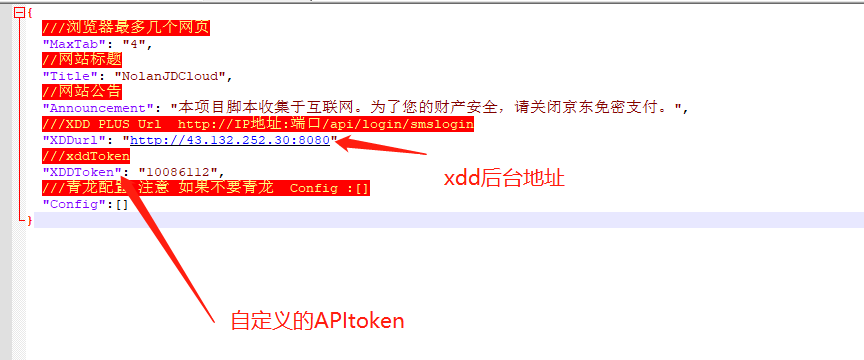 {
///浏览器最多几个网页
"MaxTab": "4",
//网站标题
"Title": "NolanJDCloud",
//网站公告
"Announcement": "本项目脚本收集于互联网。为了您的财产安全，请关闭京东免密支付。",
///XDD PLUS Url  http://IP地址:端口/api/login/smslogin
"XDDurl": "http://43.132.252.30:8080"
///xddToken
"XDDToken": "10086112",
///青龙配置 注意 如果不要青龙  Config :[]
"Config":[]
}
xdd后台地址
自定义的APItoken